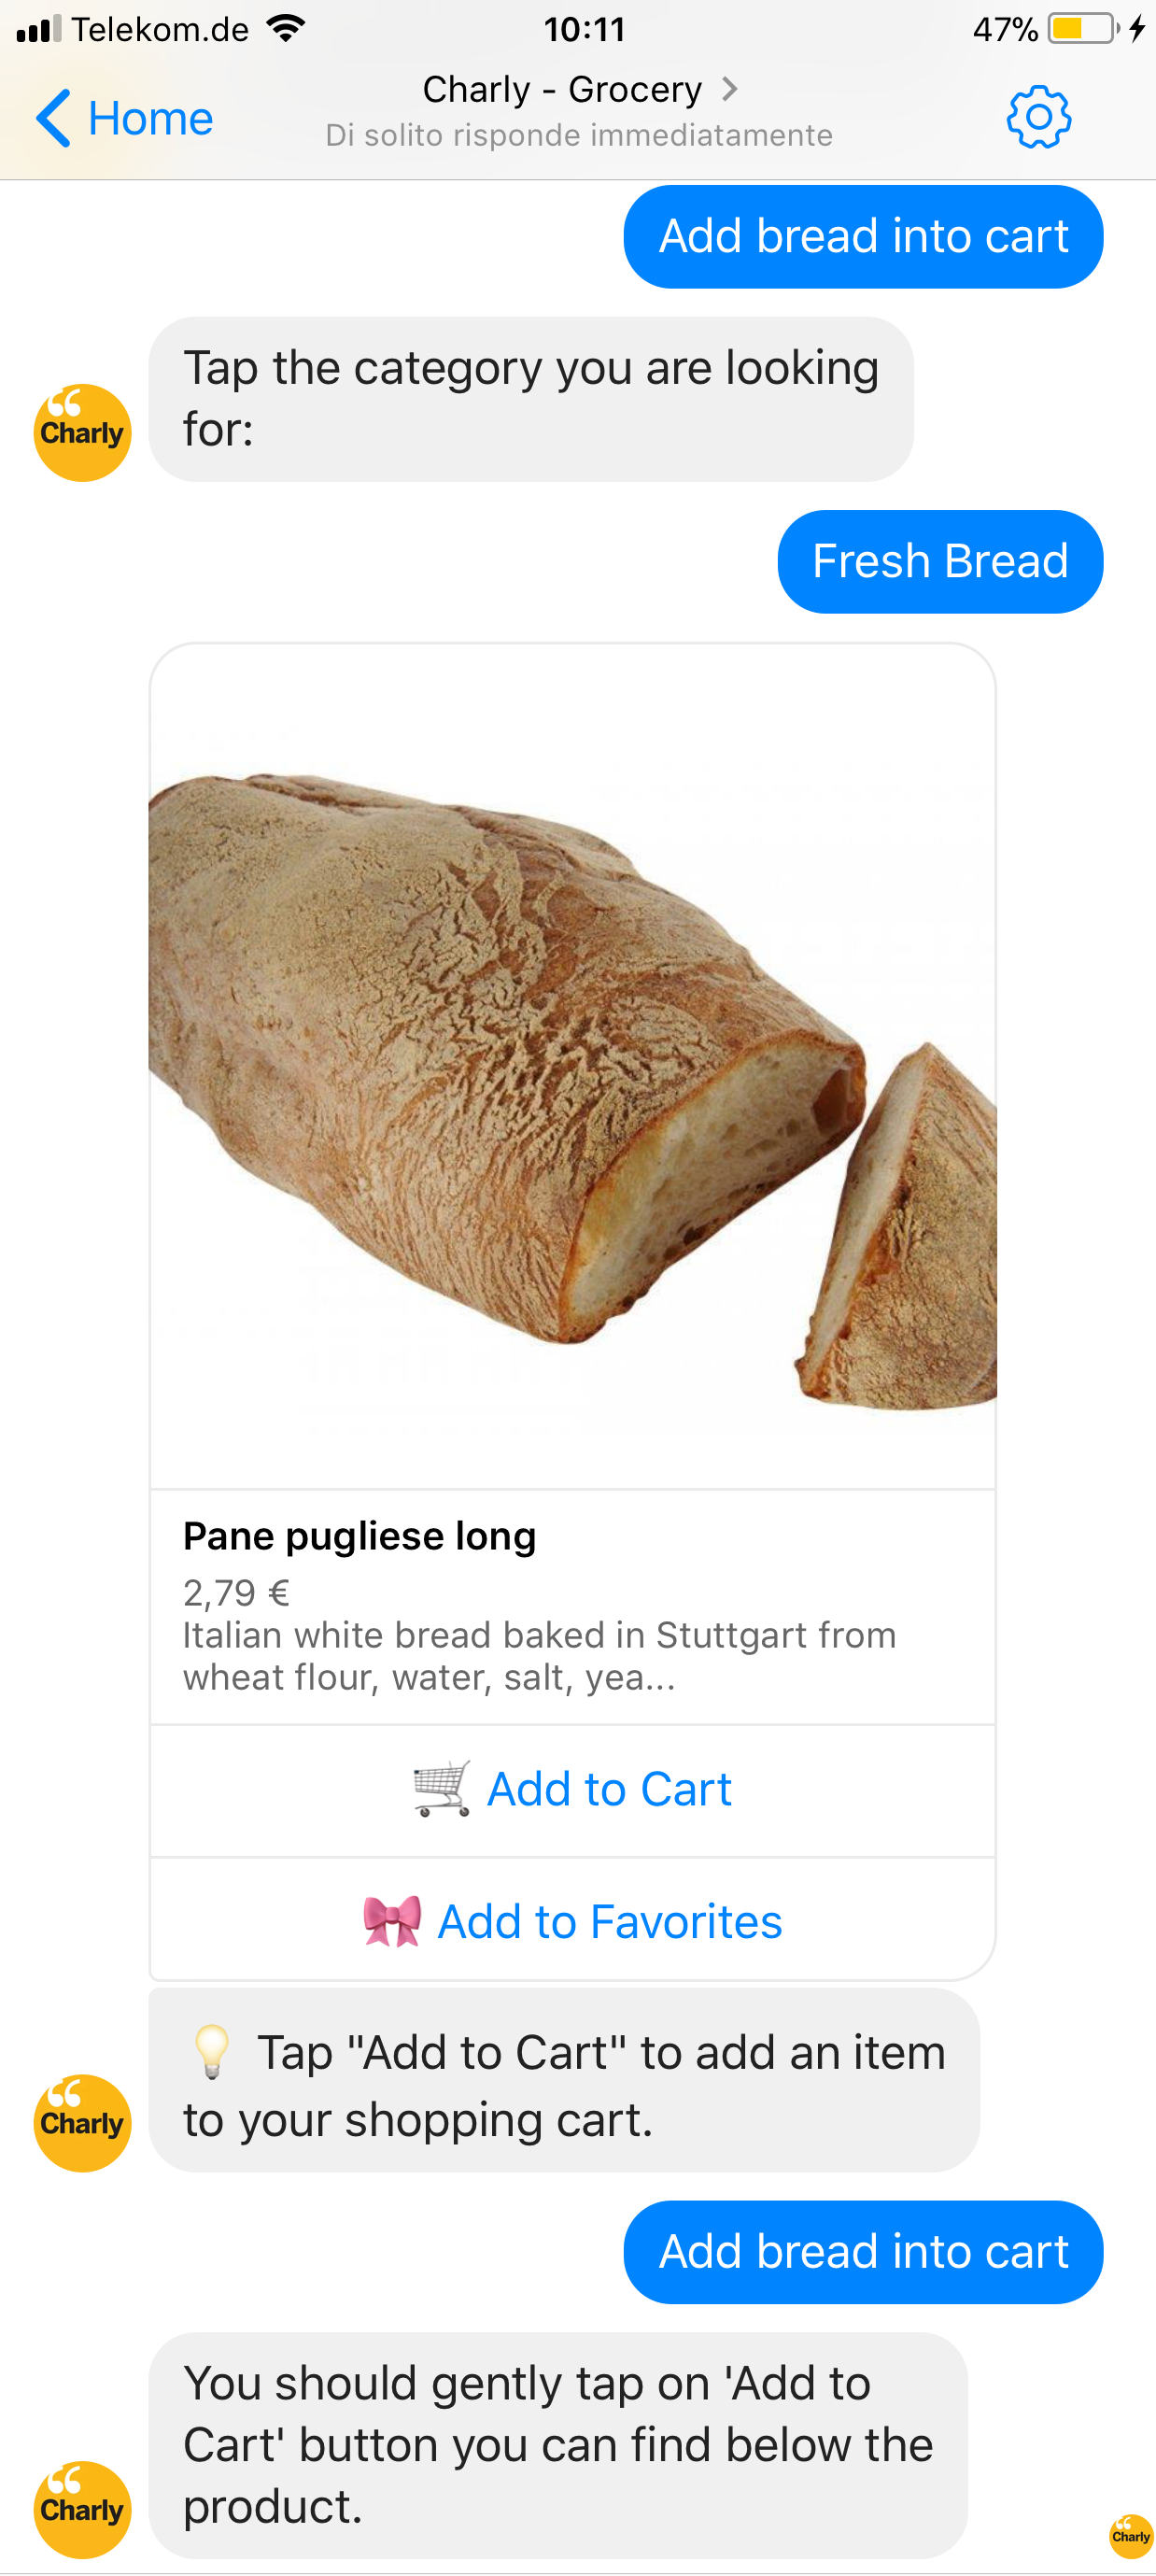 Telekom.de 10:11 47%
Home
Charly - Grocery
Di solito risponde immediatamente
Add bread into cart
Tap the category you are looking
for:
Charly
Fresh Bread
Pane pugliese long
2,79 €
Italian white bread baked in Stuttgart from
wheat flour, water, salt, yea...
Add to Cart
Add to Favorites
Tap "Add to Cart" to add an item
to your shopping cart.
Charly
Add bread into cart
You should gently tap on 'Add to
Cart' button you can find below the
product.
Charly
Charly